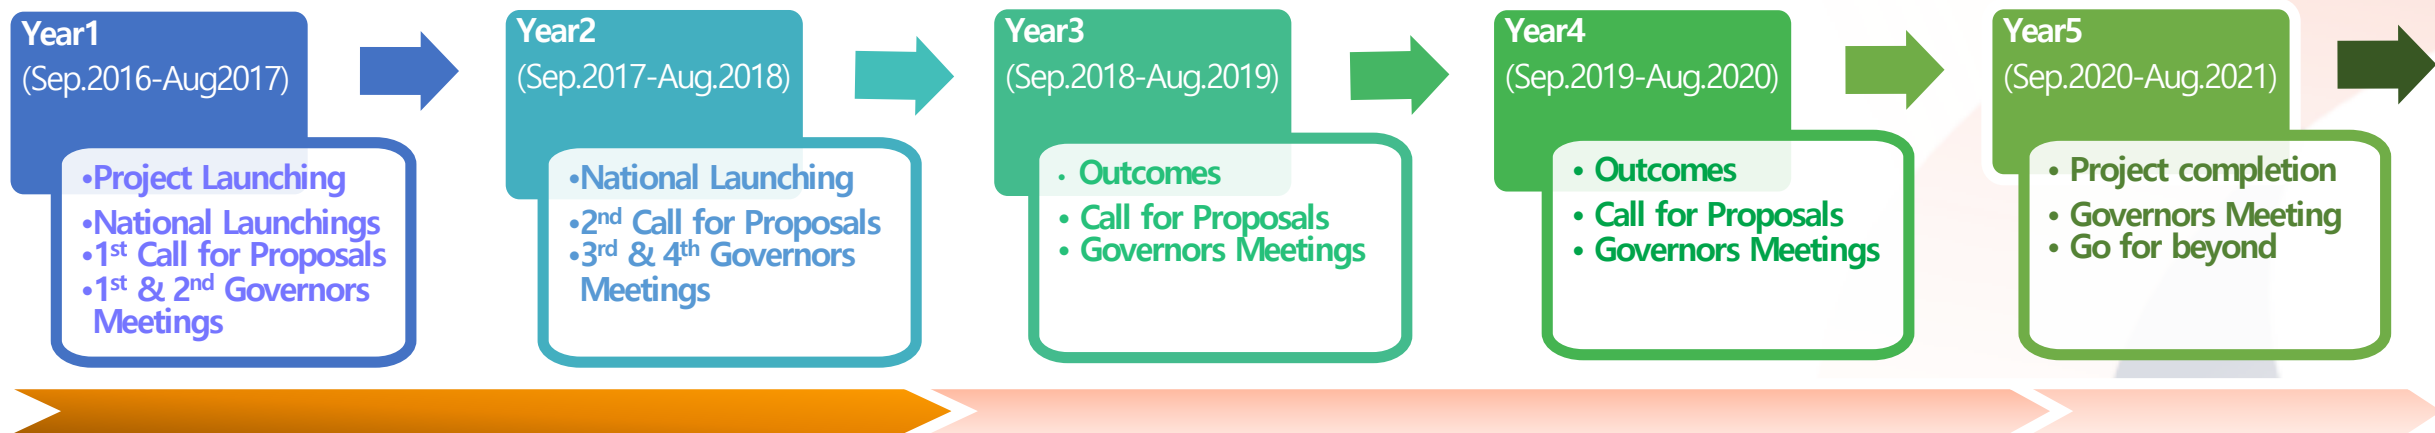 Year1
(Sep.2016-Aug2017)
•Project Launching
•National Launchings
•1st Call for Proposals
•1st & 2nd Governors
Meetings
Year2
(Sep.2017-Aug.2018)
•National Launching
•2nd Call for Proposals
•3rd & 4th Governors
Meetings
Year3
(Sep.2018-Aug.2019)
• Outcomes
• Call for Proposals
• Governors Meetings
Year4
(Sep.2019-Aug.2020)
• Outcomes
• Call for Proposals
• Governors Meetings
Year5
(Sep.2020-Aug.2021)
• Project completion
• Governors Meeting
• Go for beyond